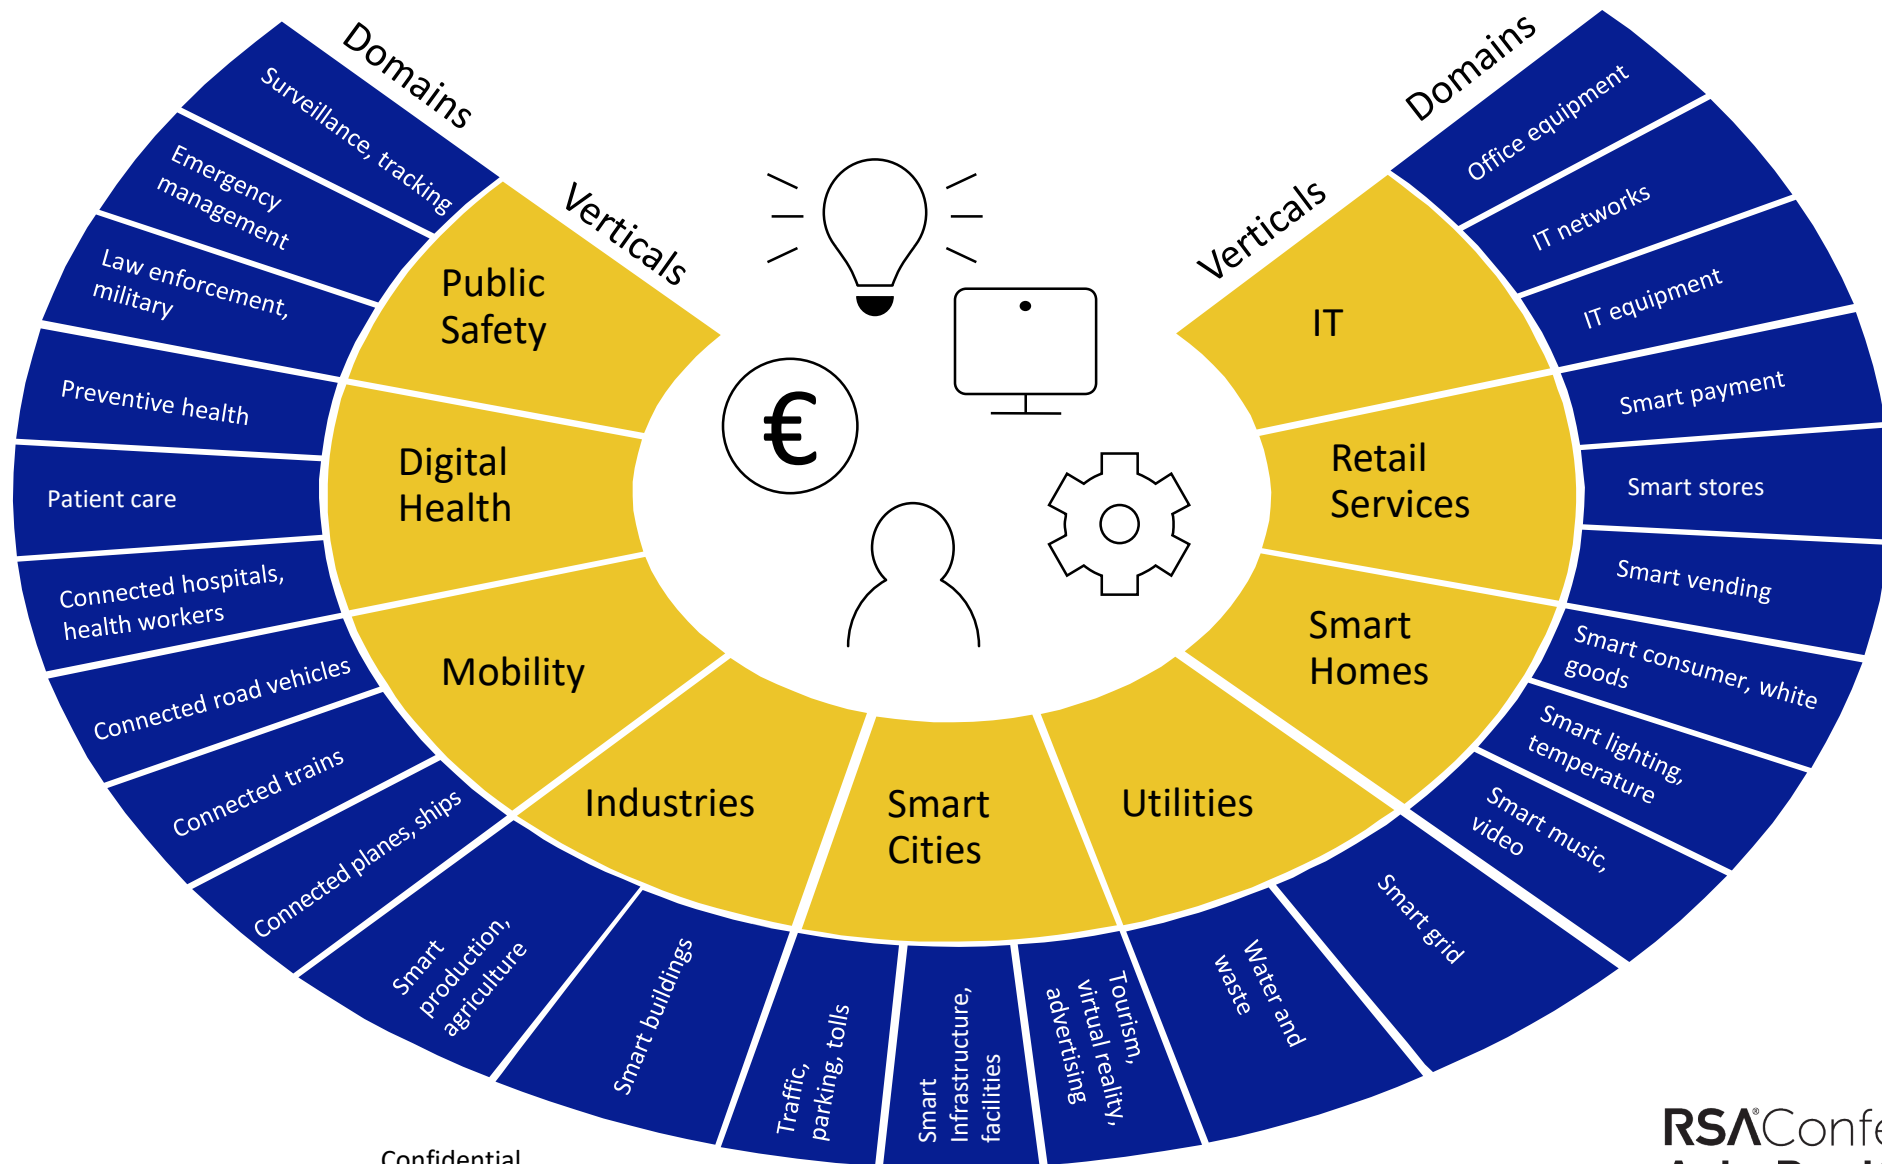 Domains
Verticals
Surveillance, tracking
Emergency
management
Law enforcement,
military
Preventive health
Patient care
Connected hospitals,
health workers
Connected road vehicles
Connected trains
Connected planes, ships
Smart
production,
agriculture
Smart buildings
Traffic,
parking, tolls
Smart
Infrastructure,
facilities
Tourism,
virtual reality,
advertising
Water and
waste
Smart grid
Smart music,
video
Smart lighting,
temperature
Smart consumer, white
goods
Smart vending
Smart stores
Smart payment
IT equipment
IT networks
Office equipment
Domains
Verticals
Public
Safety
Digital
Health
Mobility
Industries
Smart
Cities
Utilities
Smart
Homes
Retail
Services
IT
€
Confidential
RSA®Confe